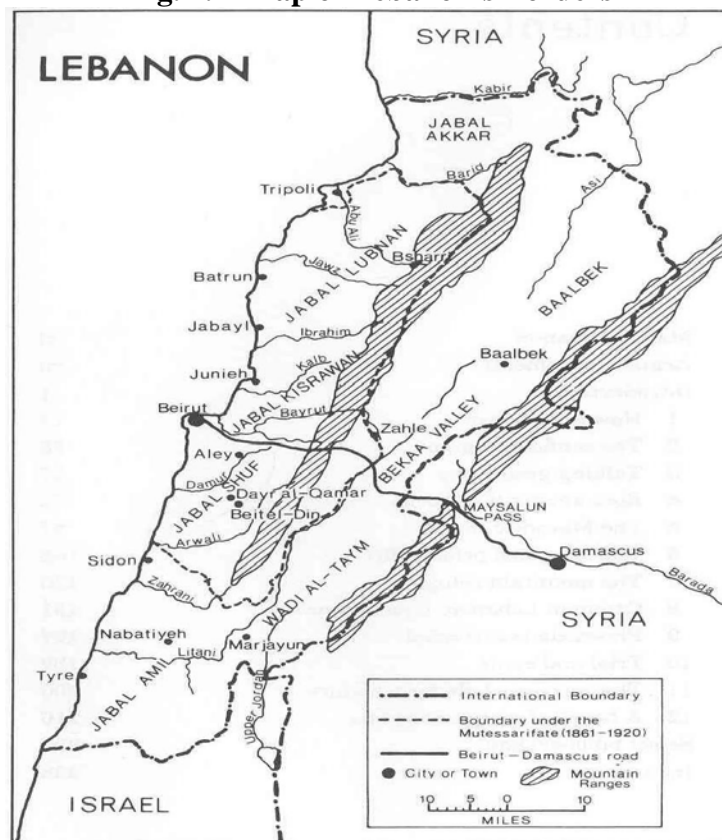 SYRIA
LEBANON
Kabir
JABAL
AKKAR
Barid
Tripoli
Abu Ali
Asi
JABAL LUBNAN
Bsharri
Jawz
Batrun
BAALBEK
Jabayl
Ibrahim
Kalb
Baalbek
Junieh
JABAL KISRAWAN
Beirut
Bayrut
Zahle
BEKAA VALLEY
Aley
Damur
JABAL SHUF
Dayr al-Qamar
Beitel-Din
MAYSALUN
PASS
Arwali
Damascus
Sidon
Zahrani
WADI AL-TAYM
Barada
SYRIA
Nabatiyeh
Litani
Marjayun
Tyre
JABAL AMIL
Upper Jordan
ISRAEL
International Boundary
Boundary under the
Mutessarifate (1861–1920)
Beirut–Damascus road
City or Town
Mountain
Ranges
10 5 0 10
MILES